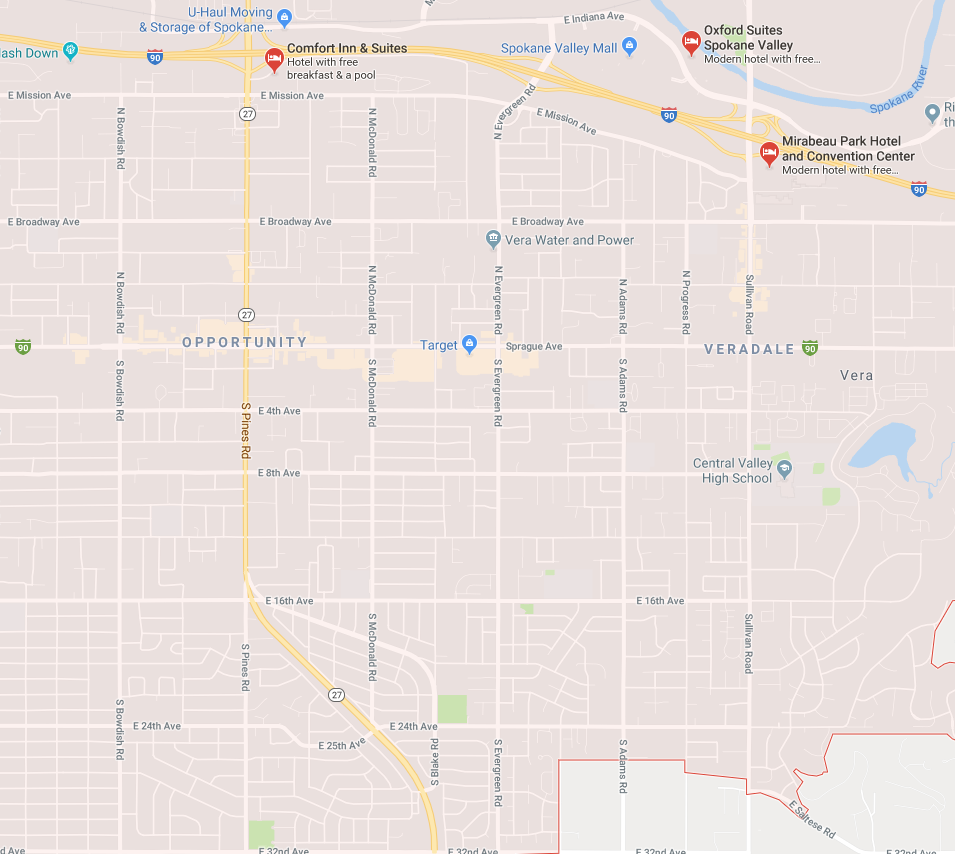 U-Haul Moving
& Storage of Spokane...
E Indiana Ave
Oxford Suites
Spokane Valley
Modern hotel with free...
Spokane Valley Mall
lash Down
90
Comfort Inn & Suites
Hotel with free
breakfast & a pool
E Mission Ave
E Mission Ave
27
N Evergreen Rd
E Mission Ave
90
Spokane River
Ri
th
N Bowdish Rd
N McDonald Rd
Mirabeau Park Hotel
and Convention Center
Modern hotel with free...
90
E Broadway Ave
E Broadway Ave
E Broadway Ave
Vera Water and Power
N Bowdish Rd
N McDonald Rd
N Evergreen Rd
N Adams Rd
N Progress Rd
Sullivan Road
27
90
OPPORTUNITY
Target
Sprague Ave
VERADALE
90
Vera
S Bowdish Rd
S McDonald Rd
S Evergreen Rd
S Adams Rd
E 4th Ave
S Pines Rd
E 8th Ave
Central Valley
High School
E 16th Ave
E 16th Ave
S McDonald Rd
Sullivan Road
S Pines Rd
27
S Bowdish Rd
E 24th Ave
E 24th Ave
E 25th Ave
S Blake Rd
S Evergreen Rd
S Adams Rd
E Saltese Rd
nd Ave
E 32nd Ave
E 32nd Ave
E 32nd Ave
E 32nd Ave